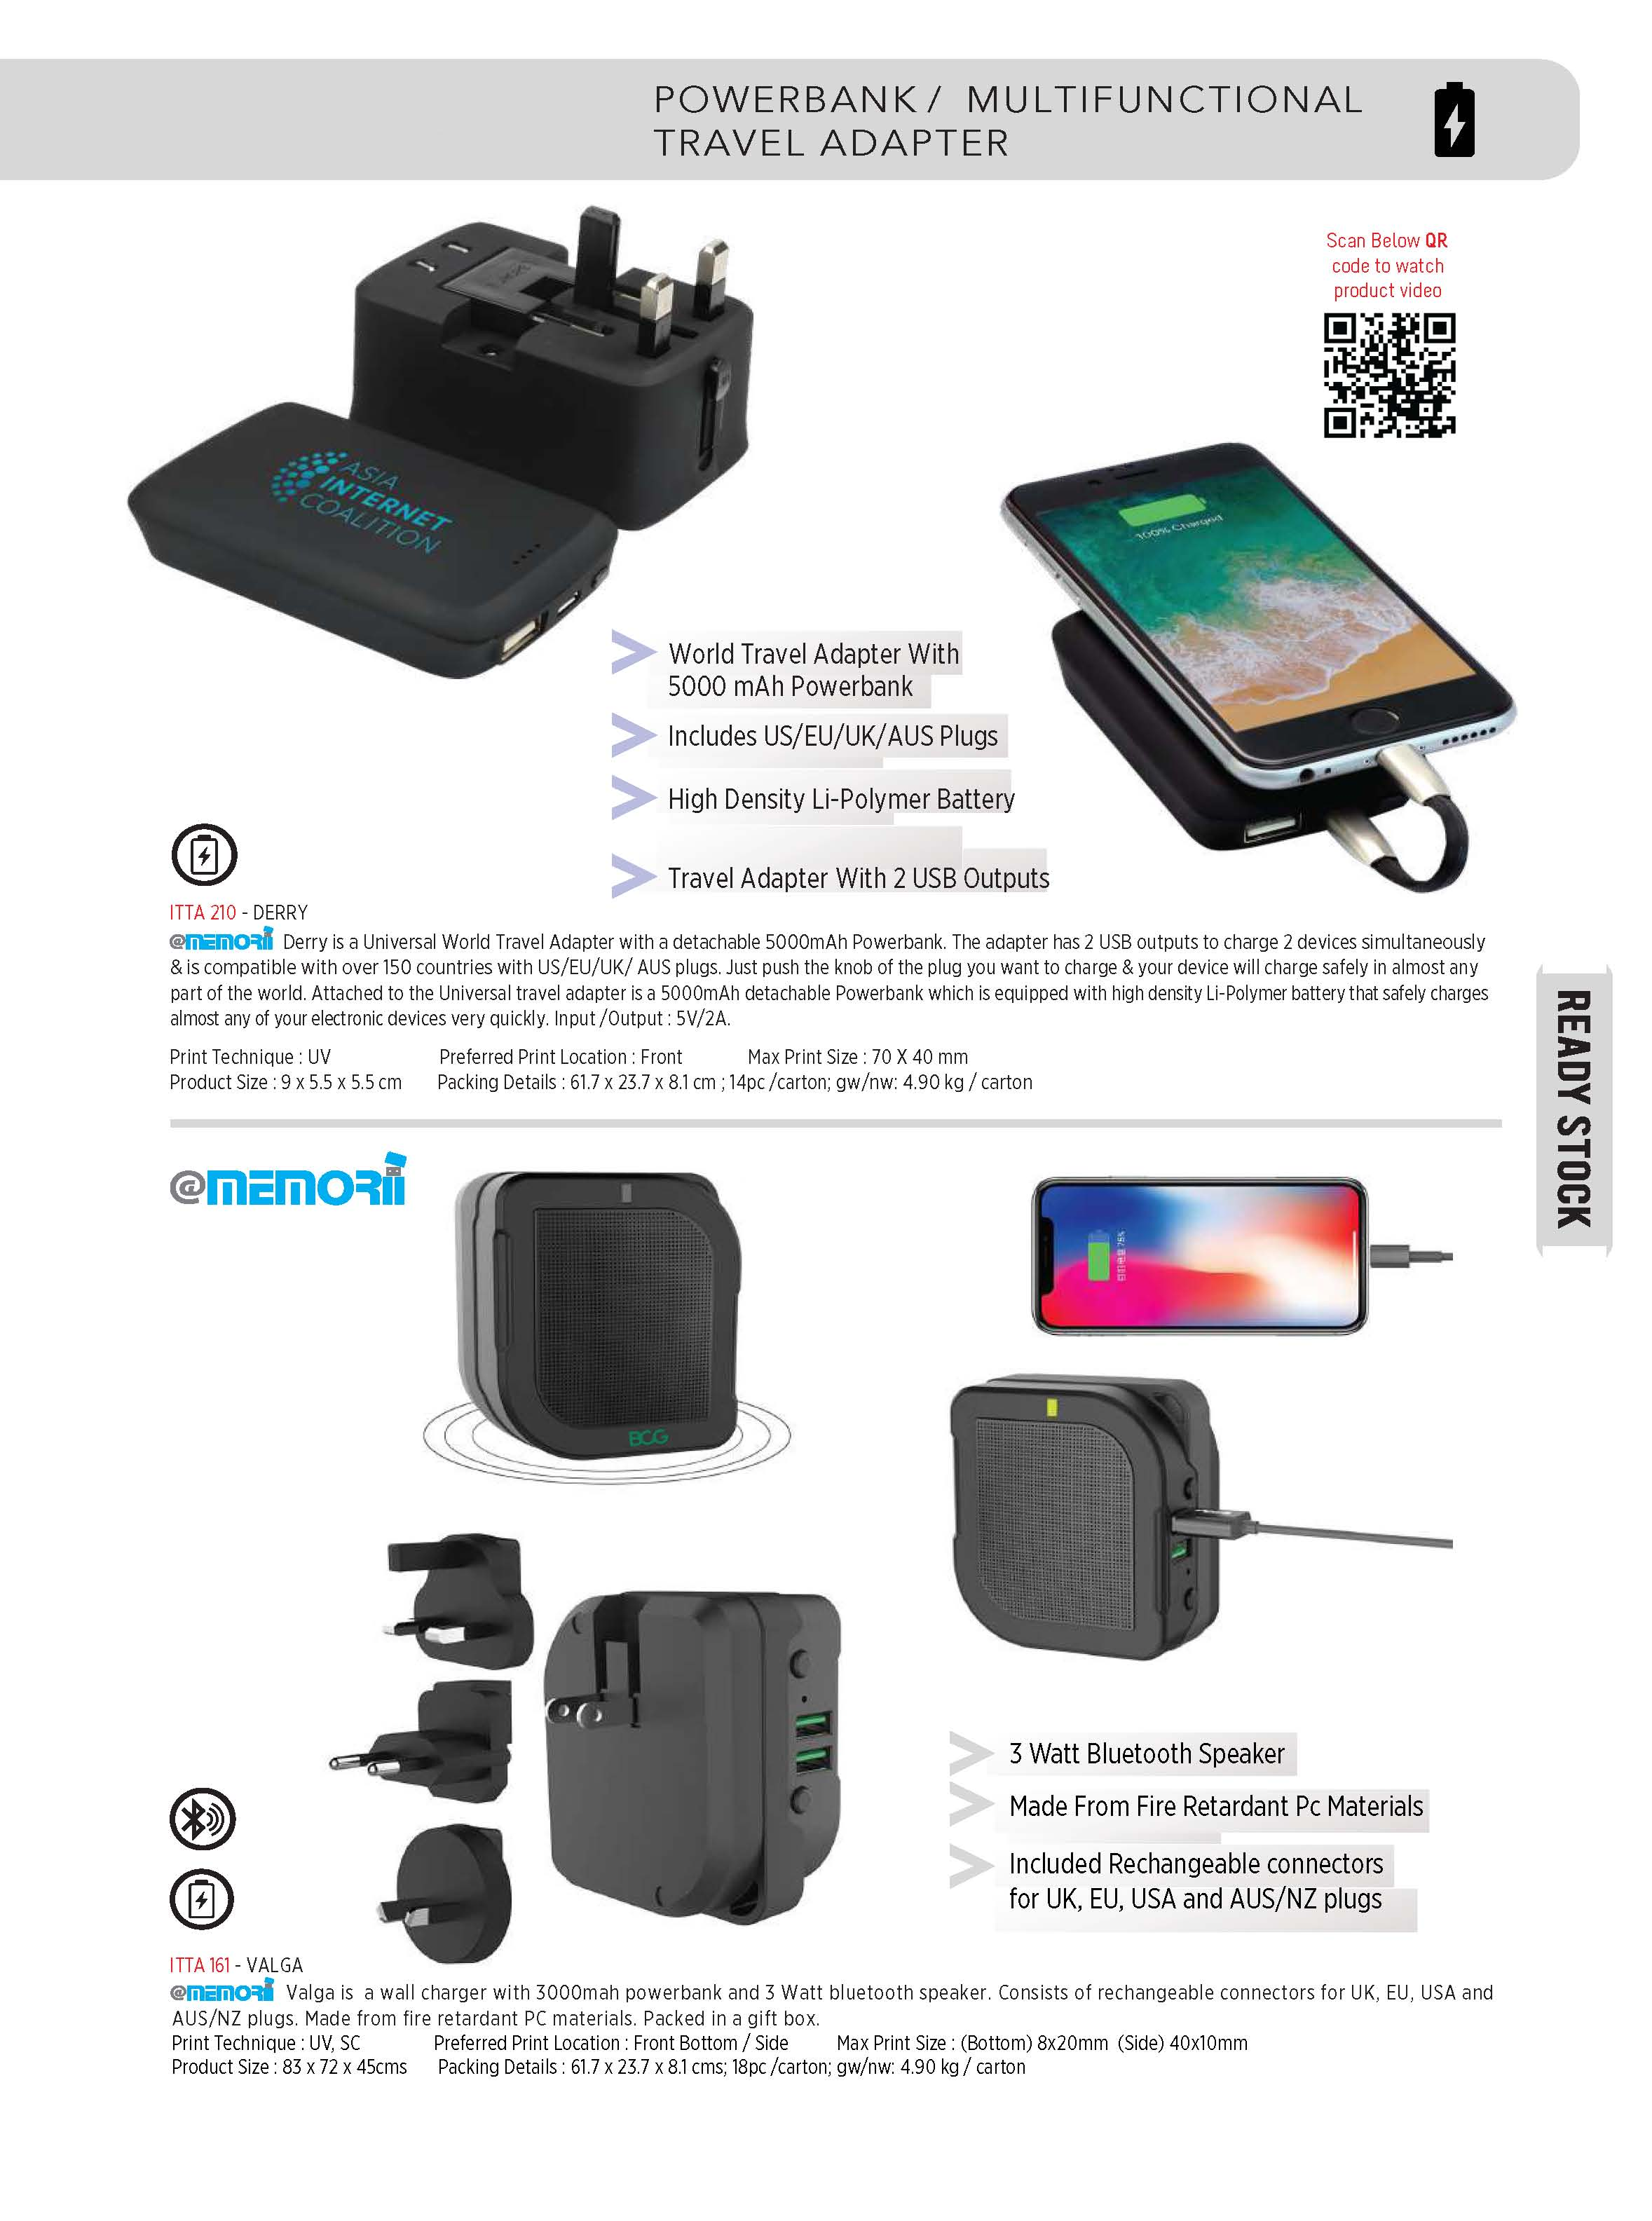 POWERBANK / MULTIFUNCTIONAL
TRAVEL ADAPTER
Scan Below QR
code to watch
product video
ASIA
INTERNET
COALITION
100% Charged
World Travel Adapter With
5000 mAh Powerbank
Includes US/EU/UK/AUS Plugs
High Density Li-Polymer Battery
Travel Adapter With 2 USB Outputs
ITTA 210 - DERRY
@MEMORII Derry is a Universal World Travel Adapter with a detachable 5000mAh Powerbank. The adapter has 2 USB outputs to charge 2 devices simultaneously
& is compatible with over 150 countries with US/EU/UK/ AUS plugs. Just push the knob of the plug you want to charge & your device will charge safely in almost any
part of the world. Attached to the Universal travel adapter is a 5000mAh detachable Powerbank which is equipped with high density Li-Polymer battery that safely charges
almost any of your electronic devices very quickly. Input /Output : 5V/2A.
Print Technique : UV Preferred Print Location : Front Max Print Size : 70 X 40 mm
Product Size : 9 x 5.5 x 5.5 cm Packing Details : 61.7 x 23.7 x 8.1 cm ; 14pc /carton; gw/nw: 4.90 kg / carton
READY STOCK
@MEMORII
BCG
3 Watt Bluetooth Speaker
Made From Fire Retardant Pc Materials
Included Rechangeable connectors
for UK, EU, USA and AUS/NZ plugs
ITTA 161 - VALGA
@MEMORII Valga is a wall charger with 3000mah powerbank and 3 Watt bluetooth speaker. Consists of rechangeable connectors for UK, EU, USA and
AUS/NZ plugs. Made from fire retardant PC materials. Packed in a gift box.
Print Technique : UV, SC Preferred Print Location : Front Bottom / Side Max Print Size : (Bottom) 8x20mm (Side) 40x10mm
Product Size : 83 x 72 x 45cms Packing Details : 61.7 x 23.7 x 8.1 cms; 18pc /carton; gw/nw: 4.90 kg / carton